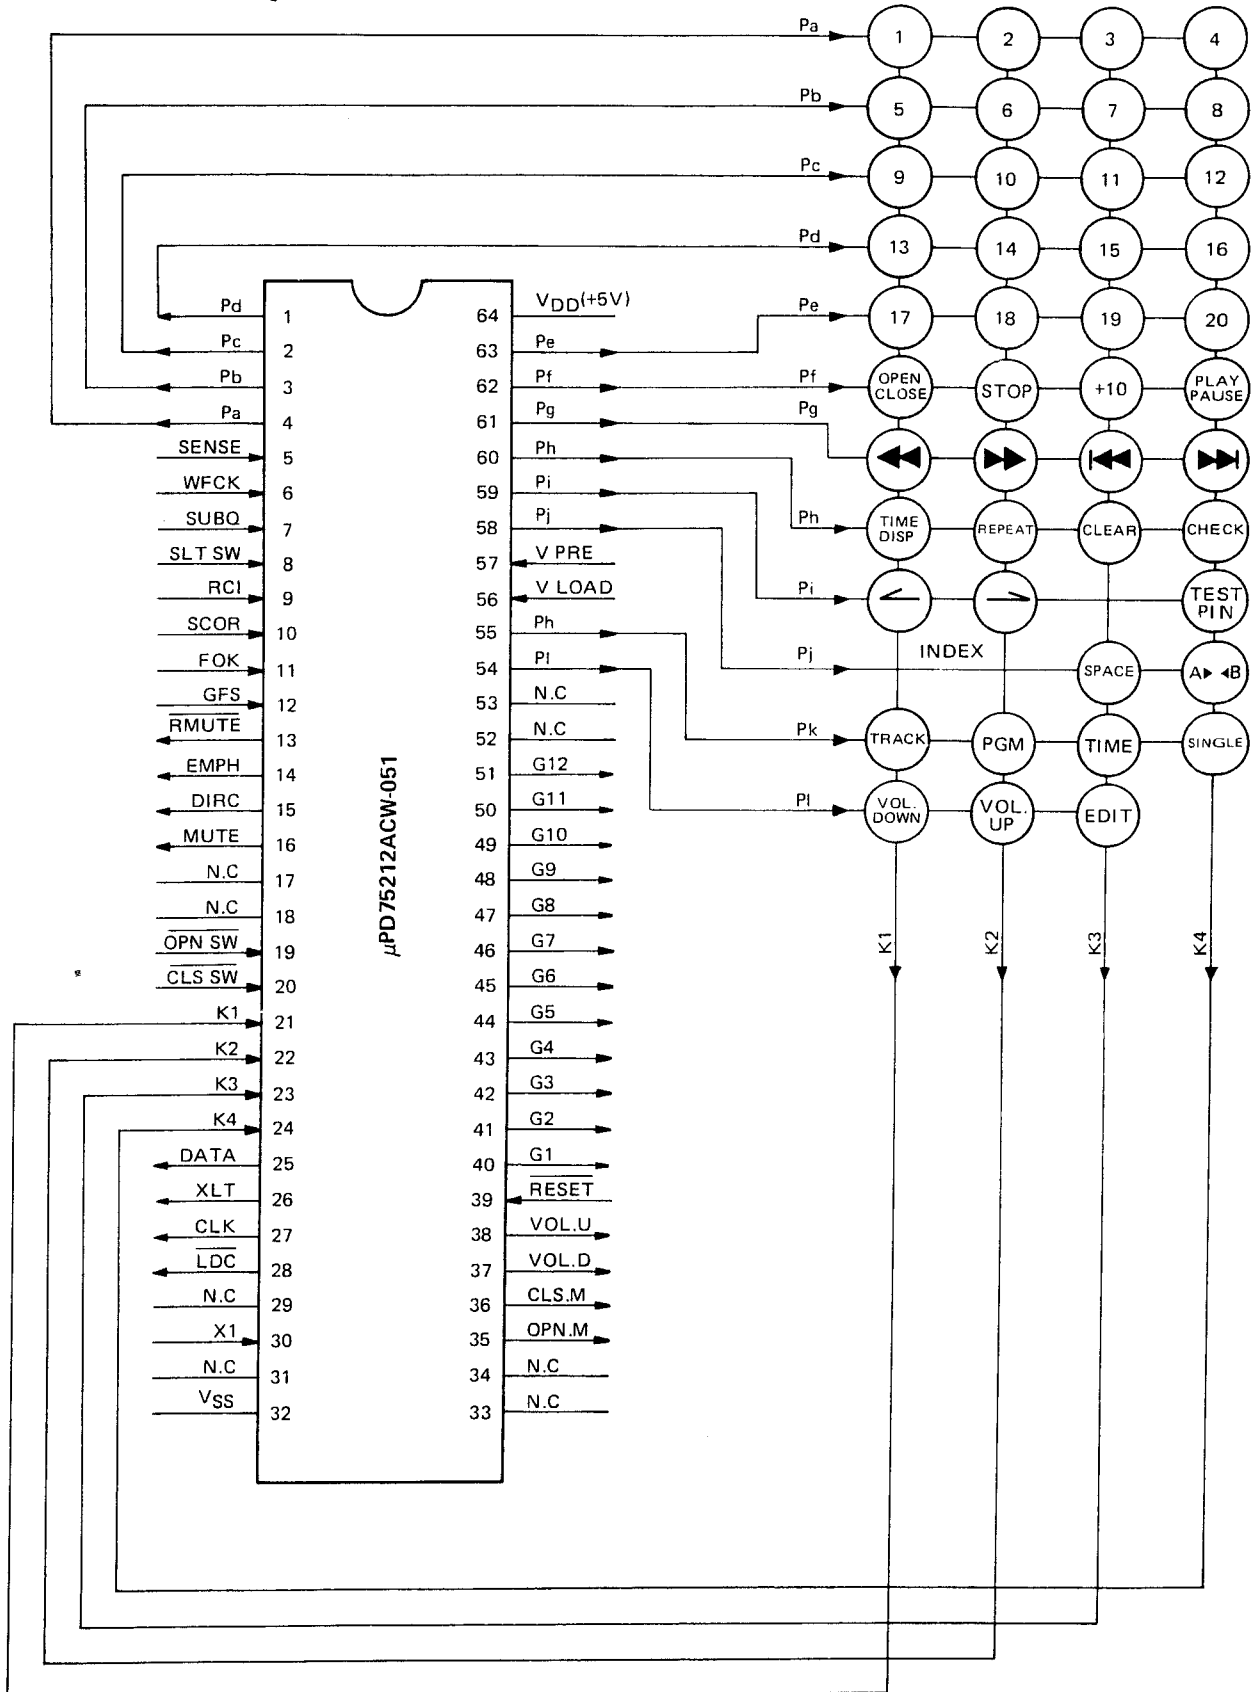 Pa 1 2 3 4
Pb 5 6 7 8
Pc 9 10 11 12
Pd 13 14 15 16
Pe 17 18 19 20
Pf OPEN CLOSE STOP +10 PLAY PAUSE
Pg
Ph TIME DISP REPEAT CLEAR CHECK
Pi TEST PIN
INDEX
Pj SPACE A▶ ◀B
Pk TRACK PGM TIME SINGLE
Pl VOL. DOWN VOL. UP EDIT
K1 K2 K3 K4
μPD75212ACW-051
Pd 1
Pc 2
Pb 3
Pa 4
SENSE 5
WFCK 6
SUBQ 7
SLT SW 8
RCI 9
SCOR 10
FOK 11
GFS 12
RMUTE 13
EMPH 14
DIRC 15
MUTE 16
N.C 17
N.C 18
OPN SW 19
CLS SW 20
K1 21
K2 22
K3 23
K4 24
DATA 25
XLT 26
CLK 27
LDC 28
N.C 29
X1 30
N.C 31
VSS 32
64 VDD(+5V)
63 Pe
62 Pf
61 Pg
60 Ph
59 Pi
58 Pj
57 V PRE
56 V LOAD
55 Ph
54 Pl
53 N.C
52 N.C
51 G12
50 G11
49 G10
48 G9
47 G8
46 G7
45 G6
44 G5
43 G4
42 G3
41 G2
40 G1
39 RESET
38 VOL.U
37 VOL.D
36 CLS.M
35 OPN.M
34 N.C
33 N.C